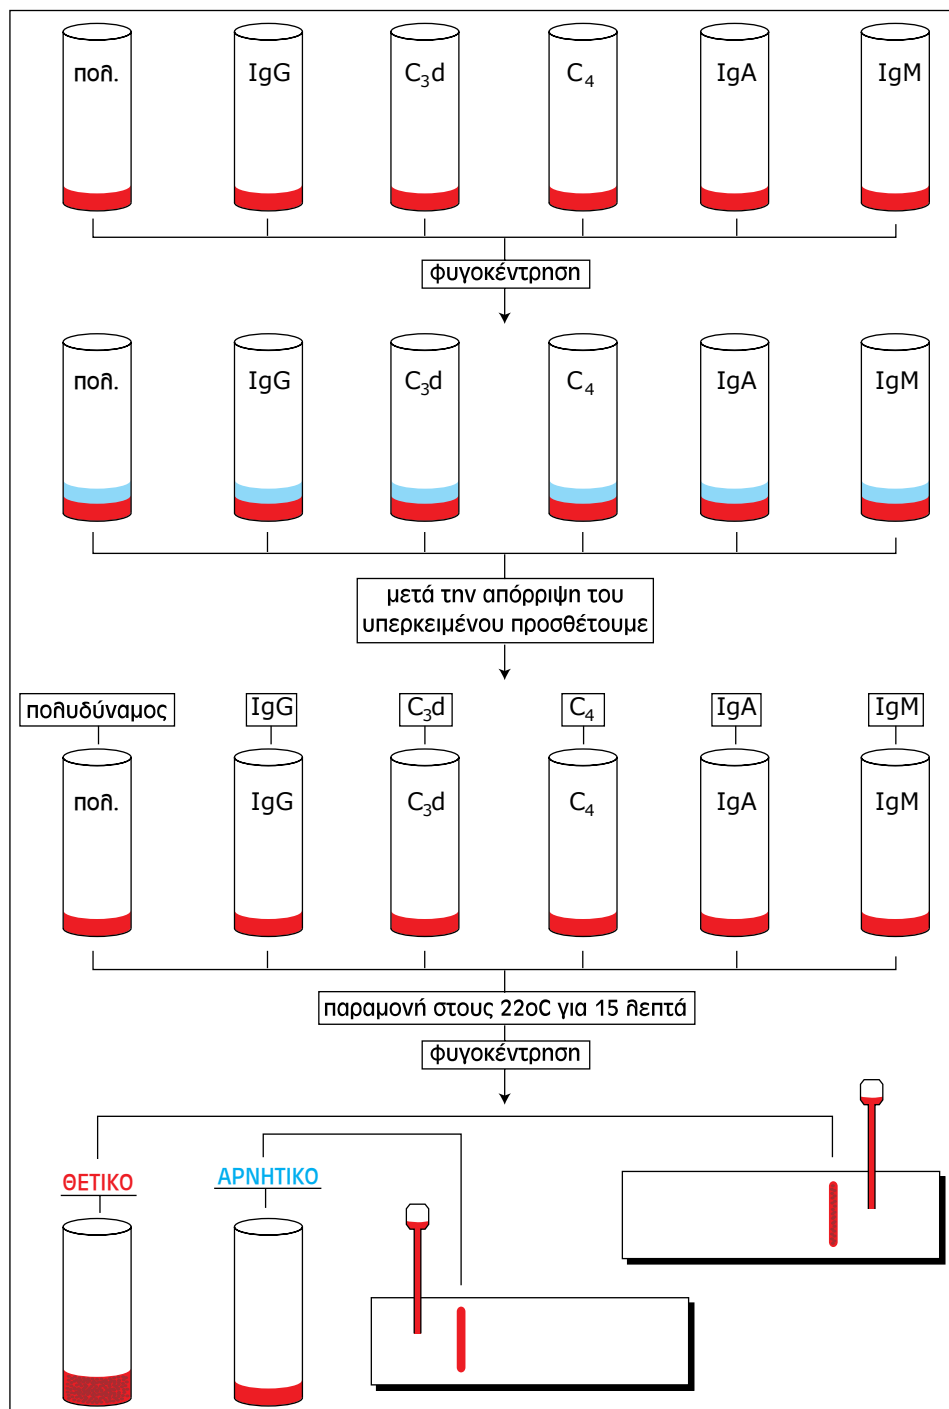 πολ. IgG C₃d C₄ IgA IgM
φυγοκέντρηση
πολ. IgG C₃d C₄ IgA IgM
μετά την απόρριψη του
υπερκειμένου προσθέτουμε
πολυδύναμος IgG C₃d C₄ IgA IgM
πολ. IgG C₃d C₄ IgA IgM
παραμονή στους 22οC για 15 λεπτά
φυγοκέντρηση
ΘΕΤΙΚΟ ΑΡΝΗΤΙΚΟ